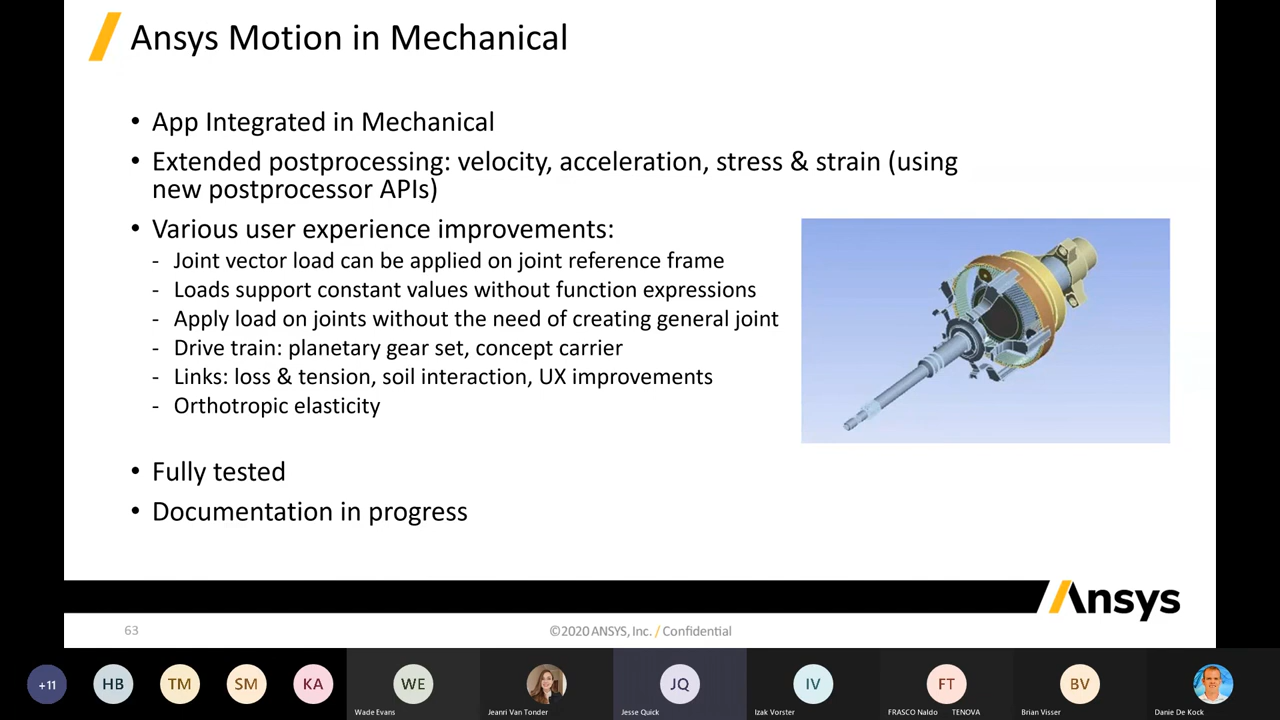 Ansys Motion in Mechanical
• App Integrated in Mechanical
• Extended postprocessing: velocity, acceleration, stress & strain (using
new postprocessor APIs)
• Various user experience improvements:
- Joint vector load can be applied on joint reference frame
- Loads support constant values without function expressions
- Apply load on joints without the need of creating general joint
- Drive train: planetary gear set, concept carrier
- Links: loss & tension, soil interaction, UX improvements
- Orthotropic elasticity
• Fully tested
• Documentation in progress
Ansys
63
©2020 ANSYS, Inc. / Confidential
+11 HB TM SM KA WE JQ IV FT BV
Wade Evans Jeanri Van Tonder Jesse Quick Izak Vorster FRASCO Naldo TENOVA Brian Visser Danie De Kock